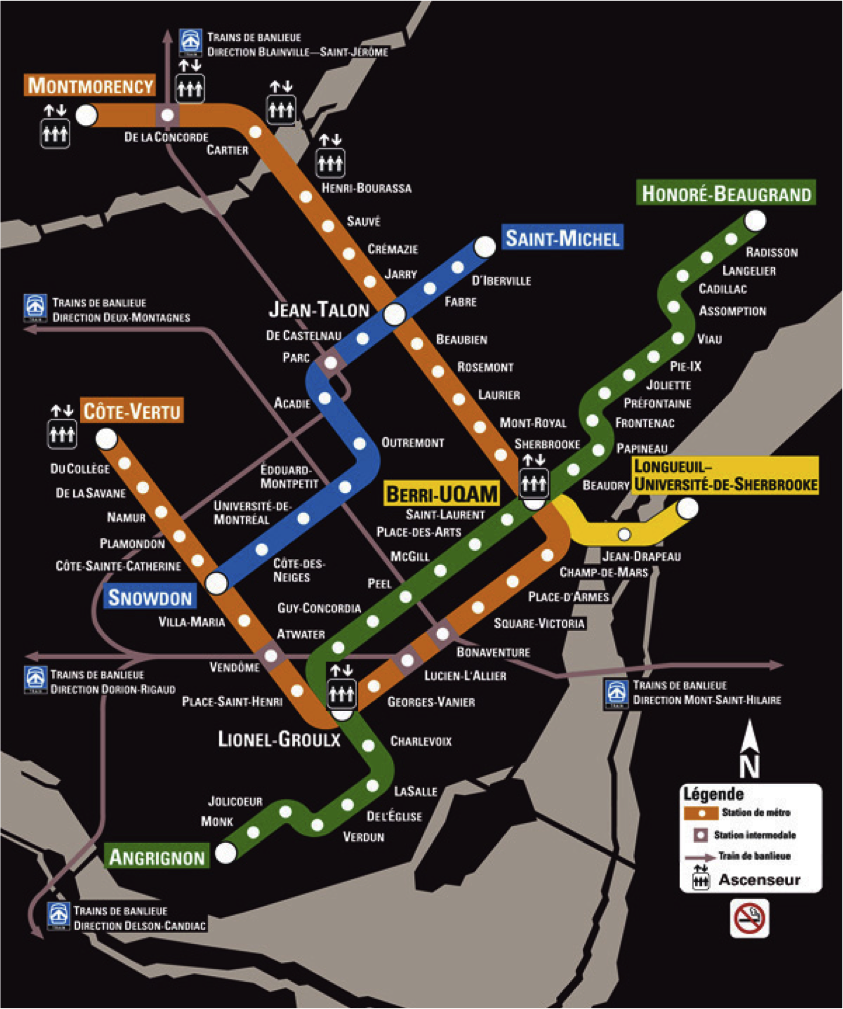 TRAINS DE BANLIEUE
DIRECTION BLAINVILLE—SAINT-JÉRÔME
TRAIN
MONTMORENCY
DE LA CONCORDE
CARTIER
HENRI-BOURASSA
SAUVÉ
CRÉMAZIE
JARRY
HONORÉ-BEAUGRAND
RADISSON
LANGELIER
CADILLAC
ASSOMPTION
VIAU
PIE-IX
JOLIETTE
PRÉFONTAINE
FRONTENAC
PAPINEAU
BEAUDRY
SAINT-MICHEL
D'IBERVILLE
FABRE
JEAN-TALON
DE CASTELNAU
PARC
ACADIE
OUTREMONT
ÉDOUARD-
MONTPETIT
UNIVERSITÉ-DE-
MONTRÉAL
CÔTE-DES-
NEIGES
SNOWDON
TRAINS DE BANLIEUE
DIRECTION DEUX-MONTAGNES
TRAIN
BEAUBIEN
ROSEMONT
LAURIER
MONT-ROYAL
SHERBROOKE
BERRI-UQAM
LONGUEUIL–
UNIVERSITÉ-DE-SHERBROOKE
JEAN-DRAPEAU
CHAMP-DE-MARS
PLACE-D'ARMES
SQUARE-VICTORIA
BONAVENTURE
LUCIEN-L'ALLIER
GEORGES-VANIER
CÔTE-VERTU
DU COLLÈGE
DE LA SAVANE
NAMUR
PLAMONDON
CÔTE-SAINTE-CATHERINE
VILLA-MARIA
VENDÔME
PLACE-SAINT-HENRI
LIONEL-GROULX
SAINT-LAURENT
PLACE-DES-ARTS
MCGILL
PEEL
GUY-CONCORDIA
ATWATER
CHARLEVOIX
LASALLE
DE L'ÉGLISE
VERDUN
JOLICOEUR
MONK
ANGRIGNON
TRAINS DE BANLIEUE
DIRECTION DORION-RIGAUD
TRAIN
TRAINS DE BANLIEUE
DIRECTION MONT-SAINT-HILAIRE
TRAIN
TRAINS DE BANLIEUE
DIRECTION DELSON-CANDIAC
TRAIN
N
Légende
Station de métro
Station intermodale
Train de banlieue
Ascenseur